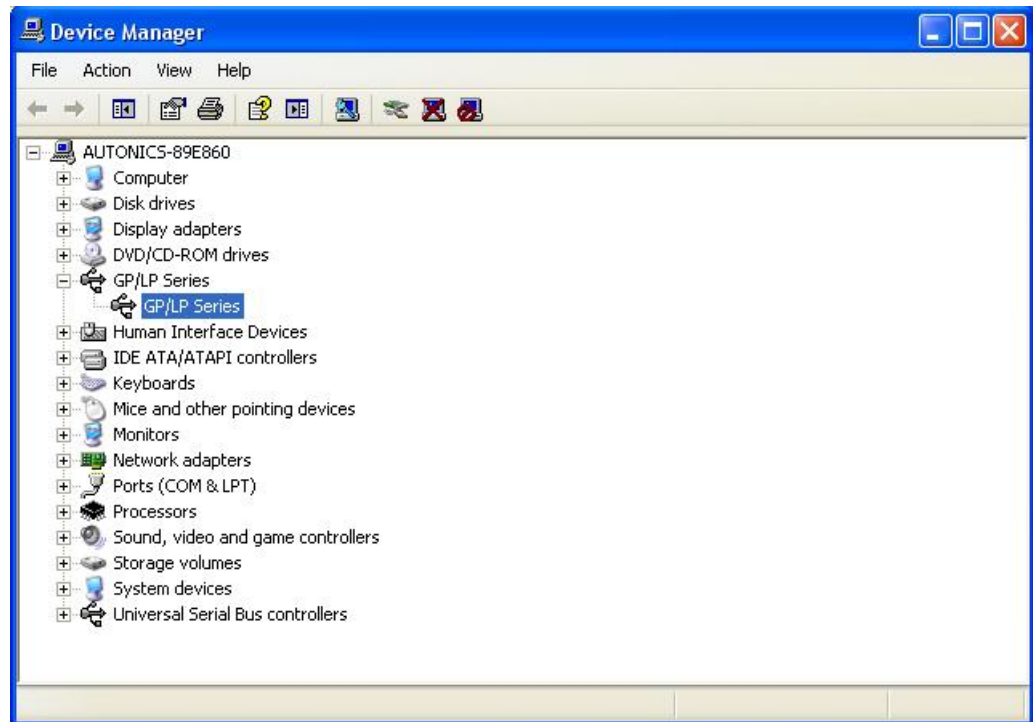 Device Manager
File Action View Help
AUTONICS-89E860
Computer
Disk drives
Display adapters
DVD/CD-ROM drives
GP/LP Series
GP/LP Series
Human Interface Devices
IDE ATA/ATAPI controllers
Keyboards
Mice and other pointing devices
Monitors
Network adapters
Ports (COM & LPT)
Processors
Sound, video and game controllers
Storage volumes
System devices
Universal Serial Bus controllers